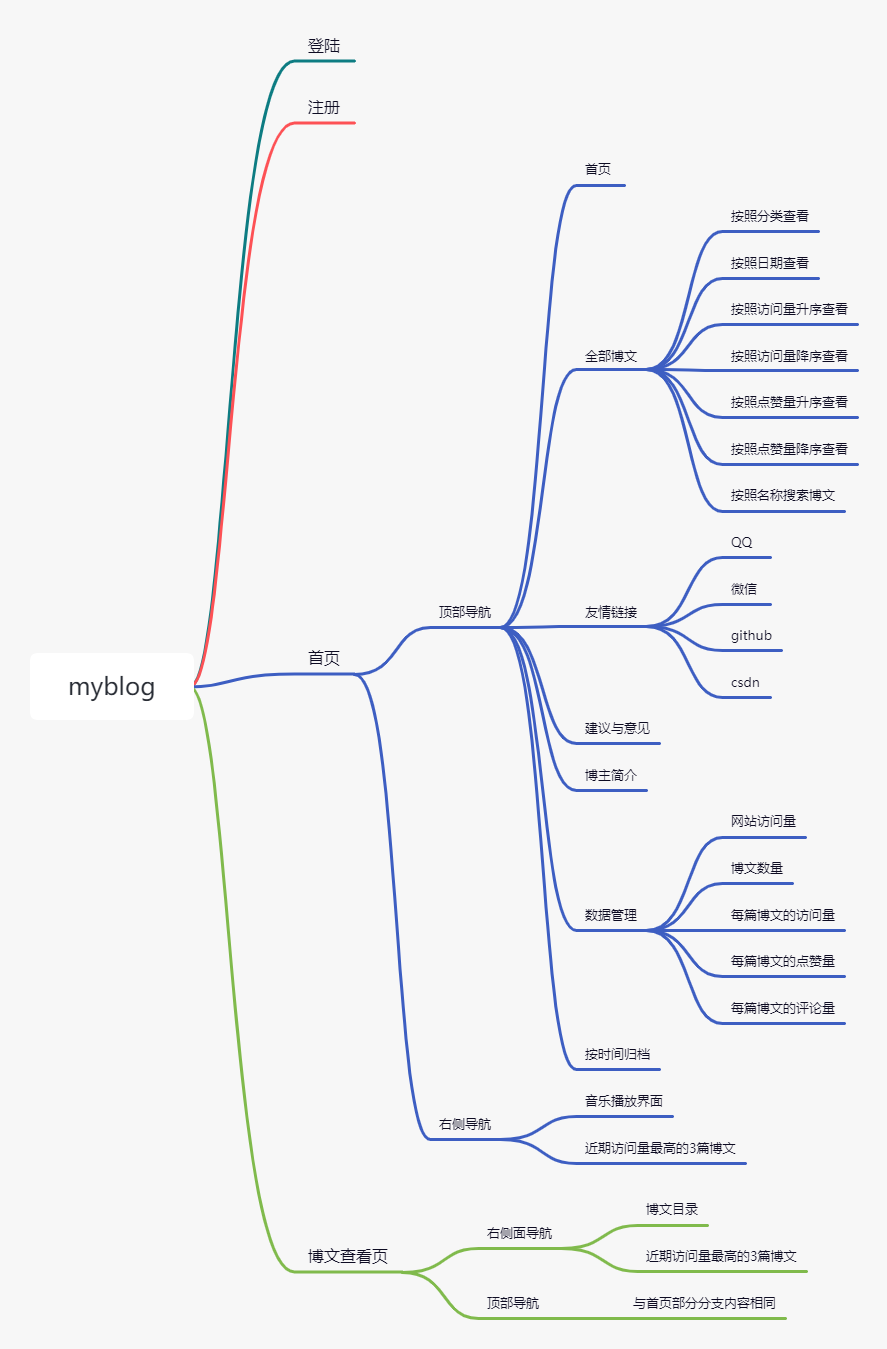 登陆
注册
首页
按照分类查看
按照日期查看
按照访问量升序查看
全部博文
按照访问量降序查看
按照点赞量升序查看
按照点赞量降序查看
按照名称搜索博文
QQ
微信
顶部导航
友情链接
github
首页
myblog
csdn
建议与意见
博主简介
网站访问量
博文数量
数据管理
每篇博文的访问量
每篇博文的点赞量
每篇博文的评论量
按时间归档
音乐播放界面
右侧导航
近期访问量最高的3篇博文
博文目录
右侧面导航
博文查看页
近期访问量最高的3篇博文
顶部导航
与首页部分分支内容相同